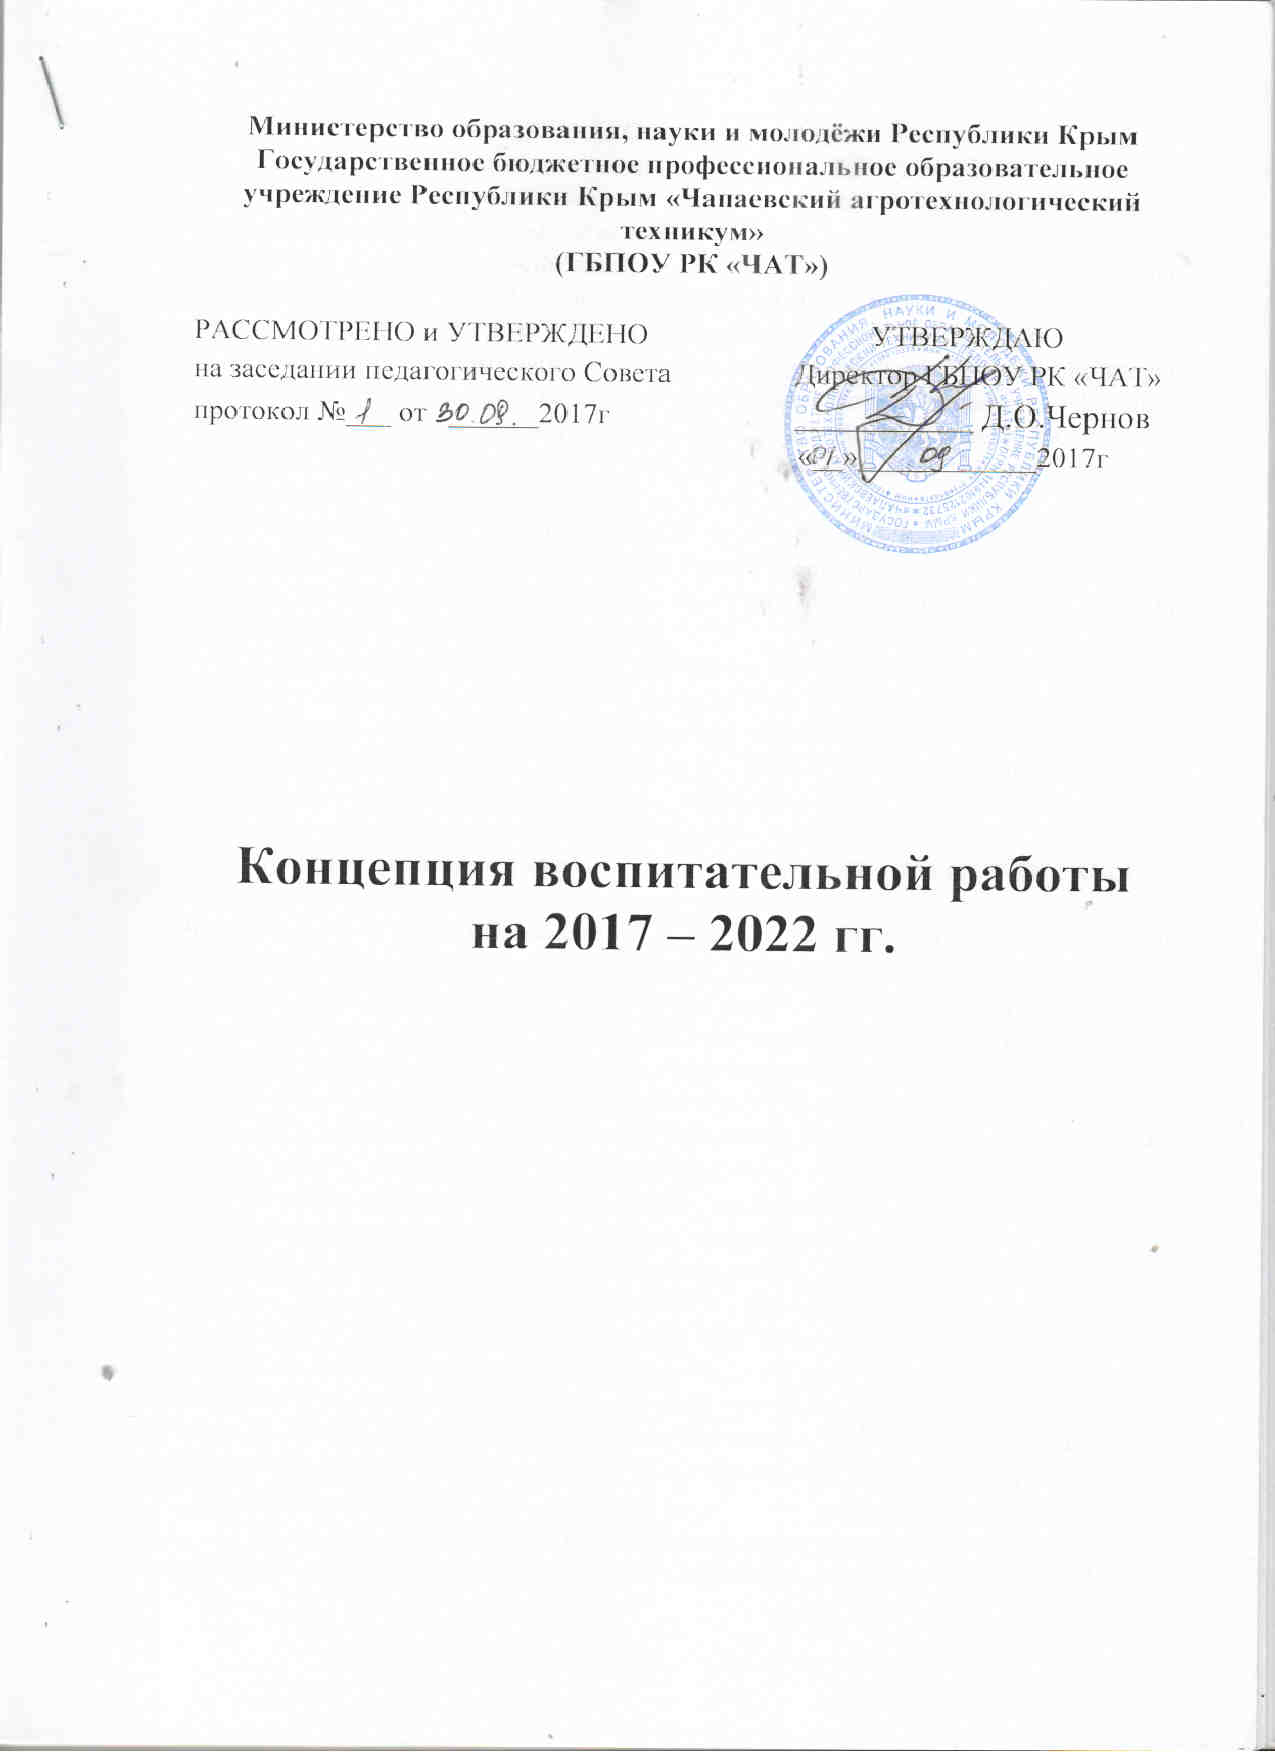 Министерство образования, науки и молодёжи Республики Крым
Государственное бюджетное профессиональное образовательное
учреждение Республики Крым «Чапаевский агротехнологический
техникум»
(ГБПОУ РК «ЧАТ»)
РАССМОТРЕНО и УТВЕРЖДЕНО
на заседании педагогического Совета
протокол № 1 от 30.08.2017г
УТВЕРЖДАЮ
Директор ГБПОУ РК «ЧАТ»
Д.О.Чернов
«01» 09 2017г
Концепция воспитательной работы
на 2017 – 2022 гг.